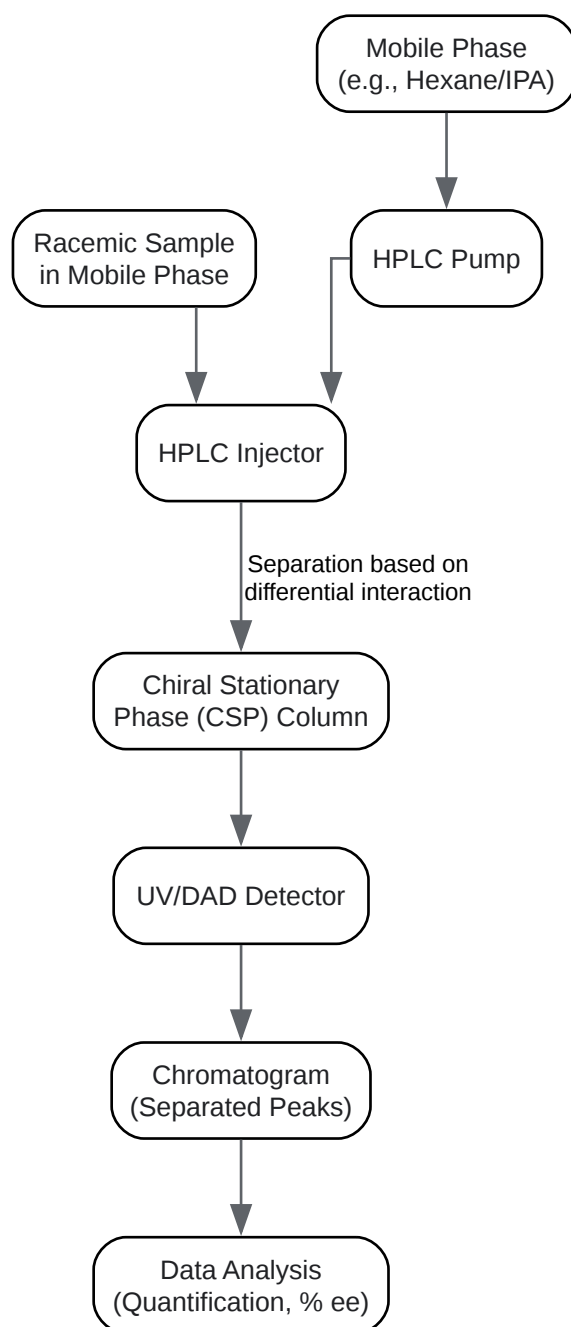 Mobile Phase
(e.g., Hexane/IPA)
Racemic Sample
in Mobile Phase
HPLC Pump
HPLC Injector
Separation based on
differential interaction
Chiral Stationary
Phase (CSP) Column
UV/DAD Detector
Chromatogram
(Separated Peaks)
Data Analysis
(Quantification, % ee)